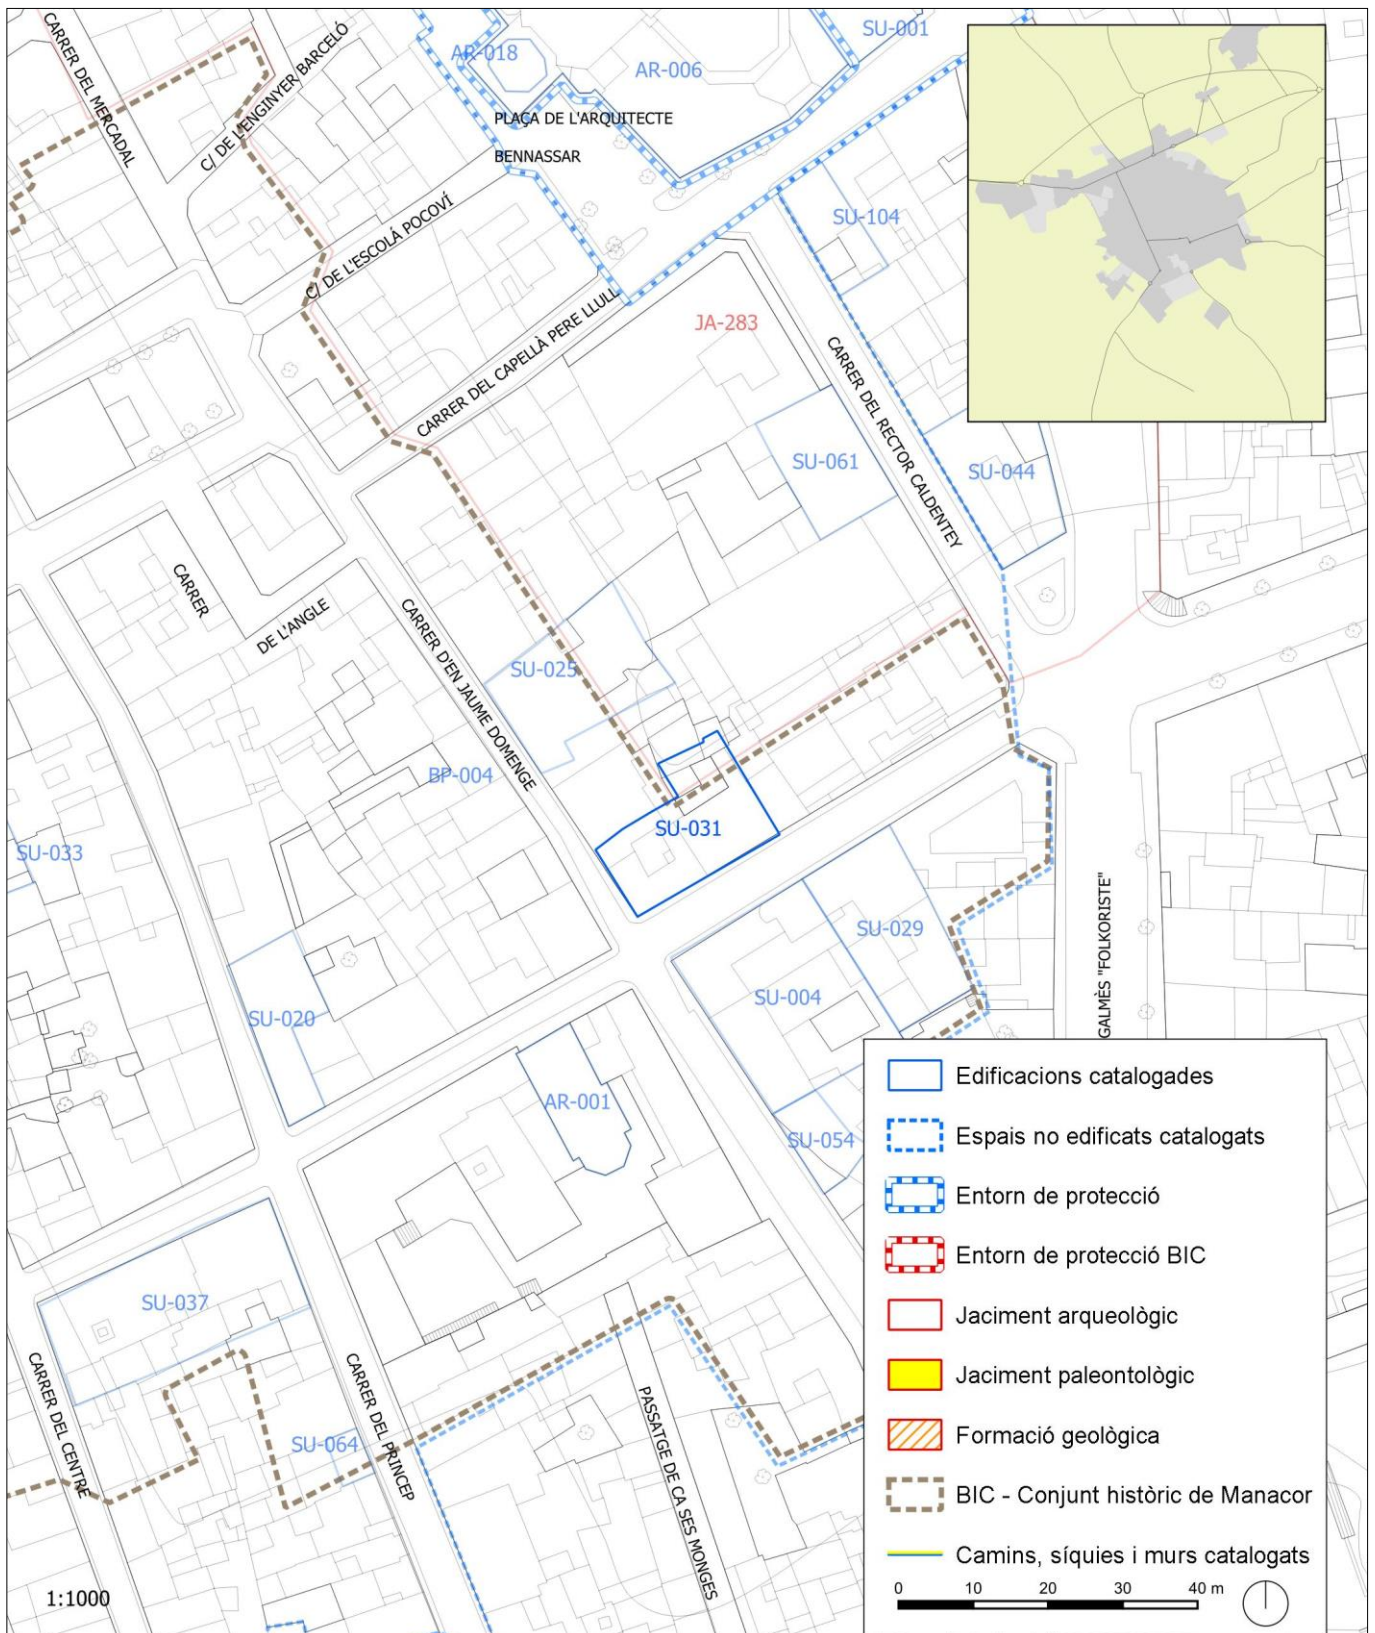 CARRER DEL MERCADAL
C/ DE L'ENGINYER BARCELÓ
AR-018
AR-006
SU-001
PLAÇA DE L'ARQUITECTE
BENNASSAR
C/ DE L'ESCOLÀ POCOVÍ
SU-104
CARRER DEL CAPELLÀ PERE LLULL
JA-283
CARRER DEL RECTOR CALDENTEY
SU-061
SU-044
CARRER
DE L'ANGLE
CARRER D'EN JAUME DOMENGE
SU-025
BP-004
SU-031
SU-033
SU-029
SU-004
GALMÈS "FOLKORISTE"
SU-020
AR-001
SU-054
SU-037
CARRER DEL CENTRE
SU-064
CARRER DEL PRINCEP
PASSATGE DE CA SES MONGES
Edificacions catalogades
Espais no edificats catalogats
Entorn de protecció
Entorn de protecció BIC
Jaciment arqueològic
Jaciment paleontològic
Formació geològica
BIC - Conjunt històric de Manacor
Camins, síquies i murs catalogats
0 10 20 30 40 m
1:1000